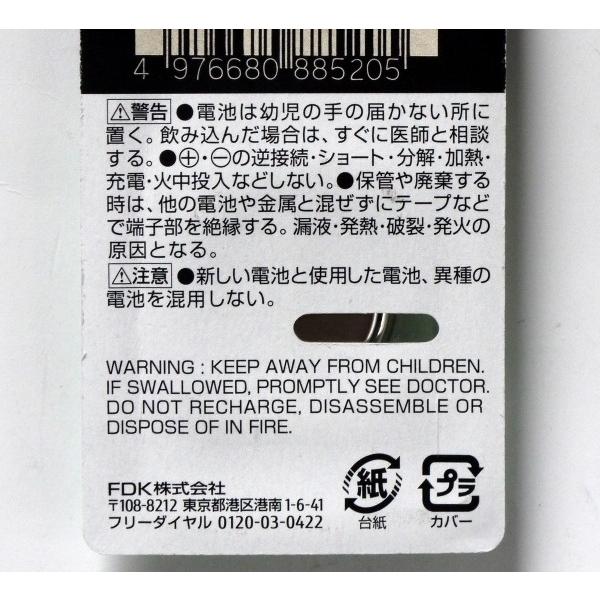 4 976680 885205
⚠警告 ●電池は幼児の手の届かない所に
置く。飲み込んだ場合は、すぐに医師と相談
する。●⊕・⊖の逆接続・ショート・分解・加熱・
充電・火中投入などしない。●保管や廃棄する
時は、他の電池や金属と混ぜずにテープなど
で端子部を絶縁する。漏液・発熱・破裂・発火の
原因となる。
⚠注意 ●新しい電池と使用した電池、異種の
電池を混用しない。
WARNING : KEEP AWAY FROM CHILDREN.
IF SWALLOWED, PROMPTLY SEE DOCTOR.
DO NOT RECHARGE, DISASSEMBLE OR
DISPOSE OF IN FIRE.
FDK株式会社
〒108-8212 東京都港区港南1-6-41
フリーダイヤル 0120-03-0422
紙
台紙
プラ
カバー